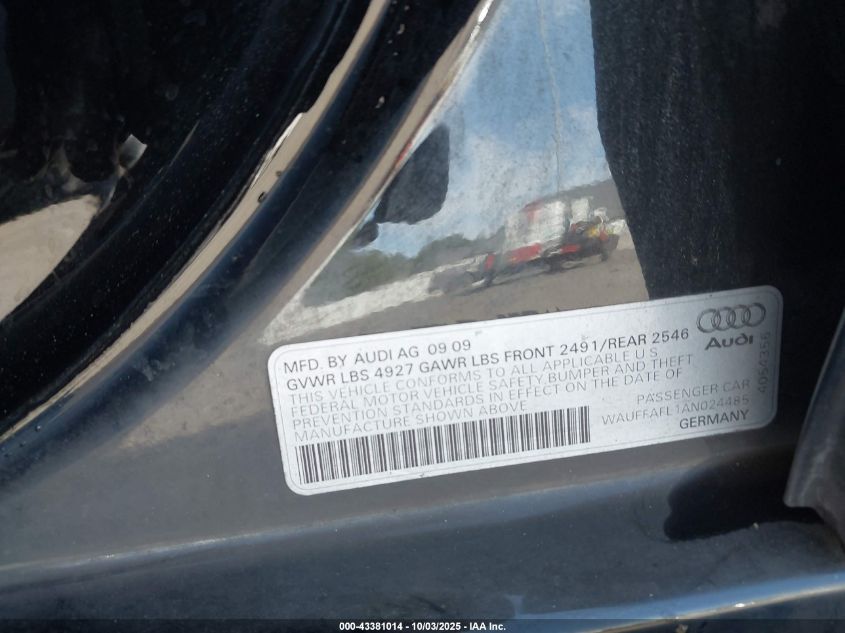 MFD. BY AUDI AG 09 09
GVWR LBS 4927 GAWR LBS FRONT 2491/REAR 2546
THIS VEHICLE CONFORMS TO ALL APPLICABLE U S
FEDERAL MOTOR VEHICLE SAFETY,BUMPER AND THEFT
PREVENTION STANDARDS IN EFFECT ON THE DATE OF
MANUFACTURE SHOWN ABOVE
PASSENGER CAR
WAUFFAFL1AN024485
GERMANY
Audi
4054356
000-43381014 - 10/03/2025 - IAA Inc.